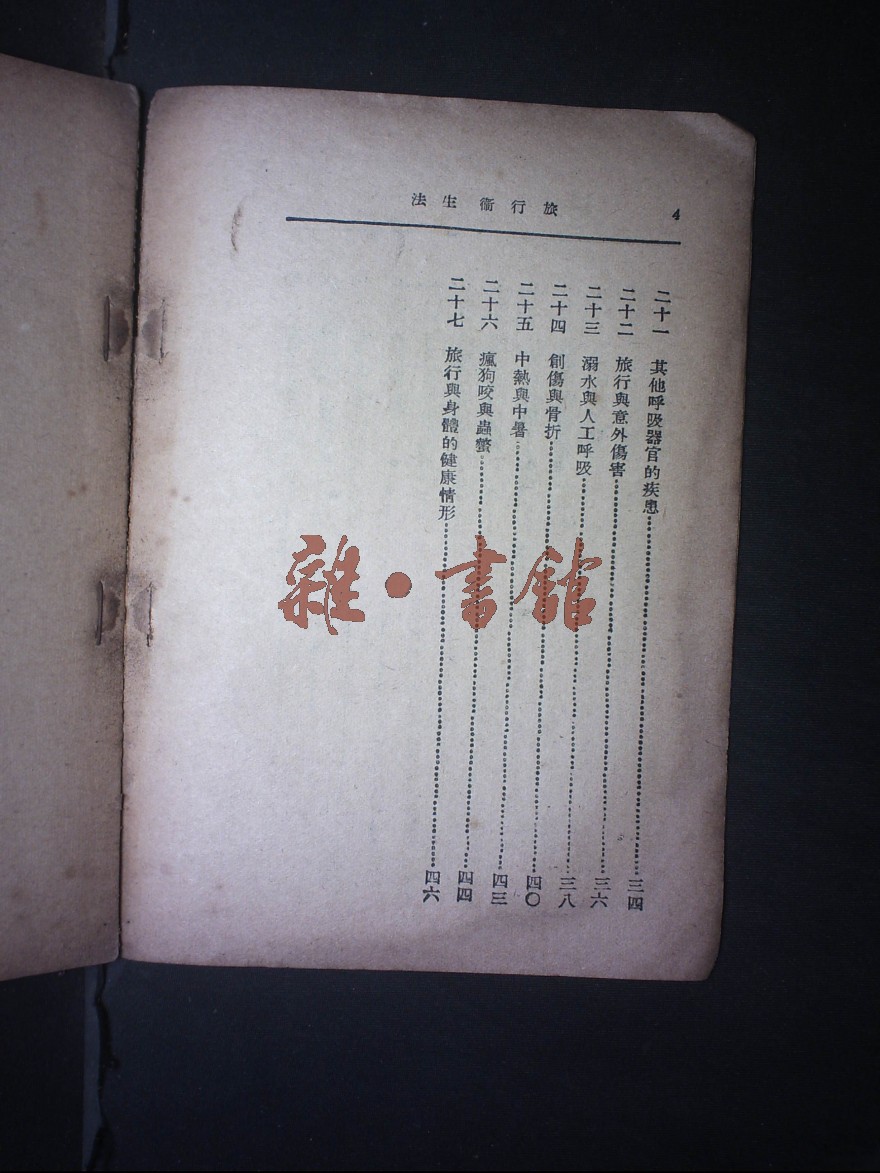 4
旅行衞生法
二十一 其他呼吸器官的疾患……三四
二十二 旅行與意外傷害……三六
二十三 溺水與人工呼吸……三八
二十四 創傷與骨折……四〇
二十五 中熱與中暑……四三
二十六 瘋狗咬與蟲螫……四四
二十七 旅行與身體的健康情形……四六
雜·書館